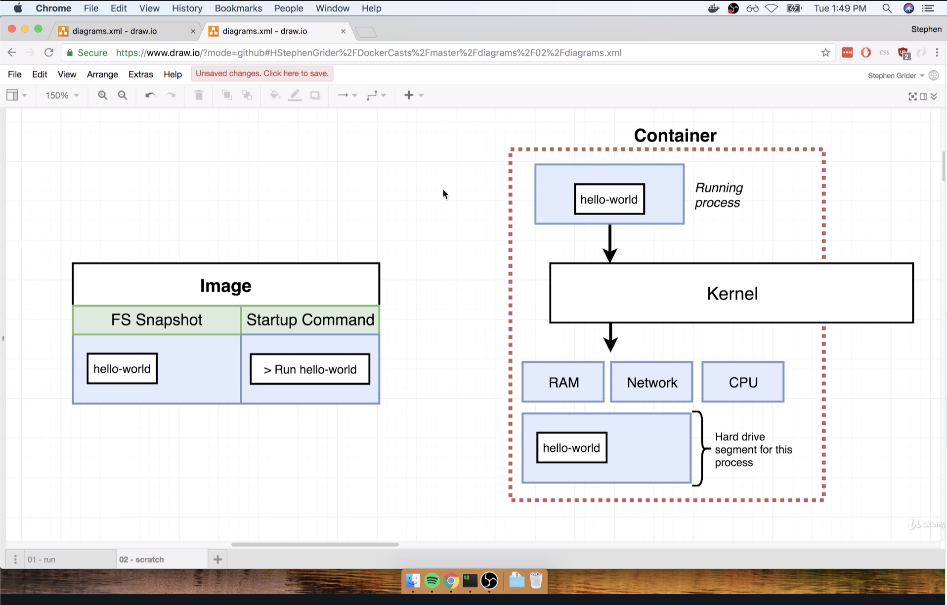 Chrome File Edit View History Bookmarks People Window Help Tue 1:49 PM
diagrams.xml - draw.io × diagrams.xml - draw.io × Stephen
Secure https://www.draw.io/?mode=github#HStephenGrider%2FDockerCasts%2Fmaster%2Fdiagrams%2F02%2Fdiagrams.xml
File Edit View Arrange Extras Help Unsaved changes. Click here to save. Stephen Grider
150%
Container
hello-world
Running
process
Image
Kernel
FS Snapshot Startup Command
hello-world > Run hello-world
RAM Network CPU
hello-world
Hard drive
segment for this
process
01 - run 02 - scratch